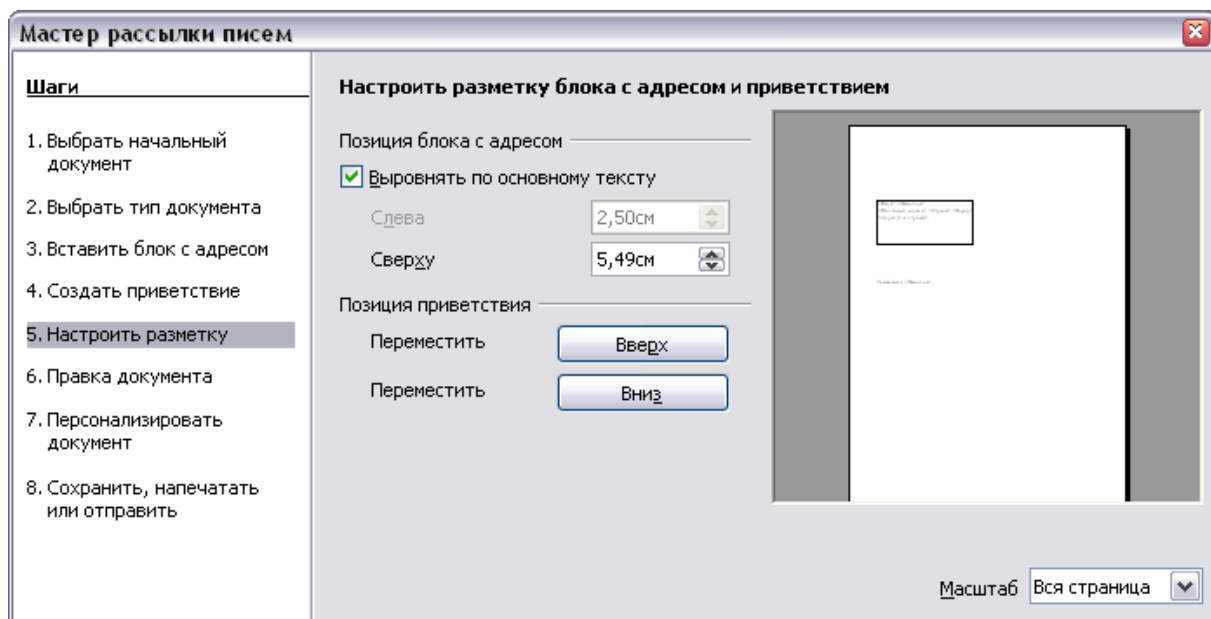 Мастер рассылки писем
Шаги
1. Выбрать начальный
документ
2. Выбрать тип документа
3. Вставить блок с адресом
4. Создать приветствие
5. Настроить разметку
6. Правка документа
7. Персонализировать
документ
8. Сохранить, напечатать
или отправить
Настроить разметку блока с адресом и приветствием
Позиция блока с адресом
Выровнять по основному тексту
Слева 2,50см
Сверху 5,49см
Позиция приветствия
Переместить Вверх
Переместить Вниз
Масштаб Вся страница